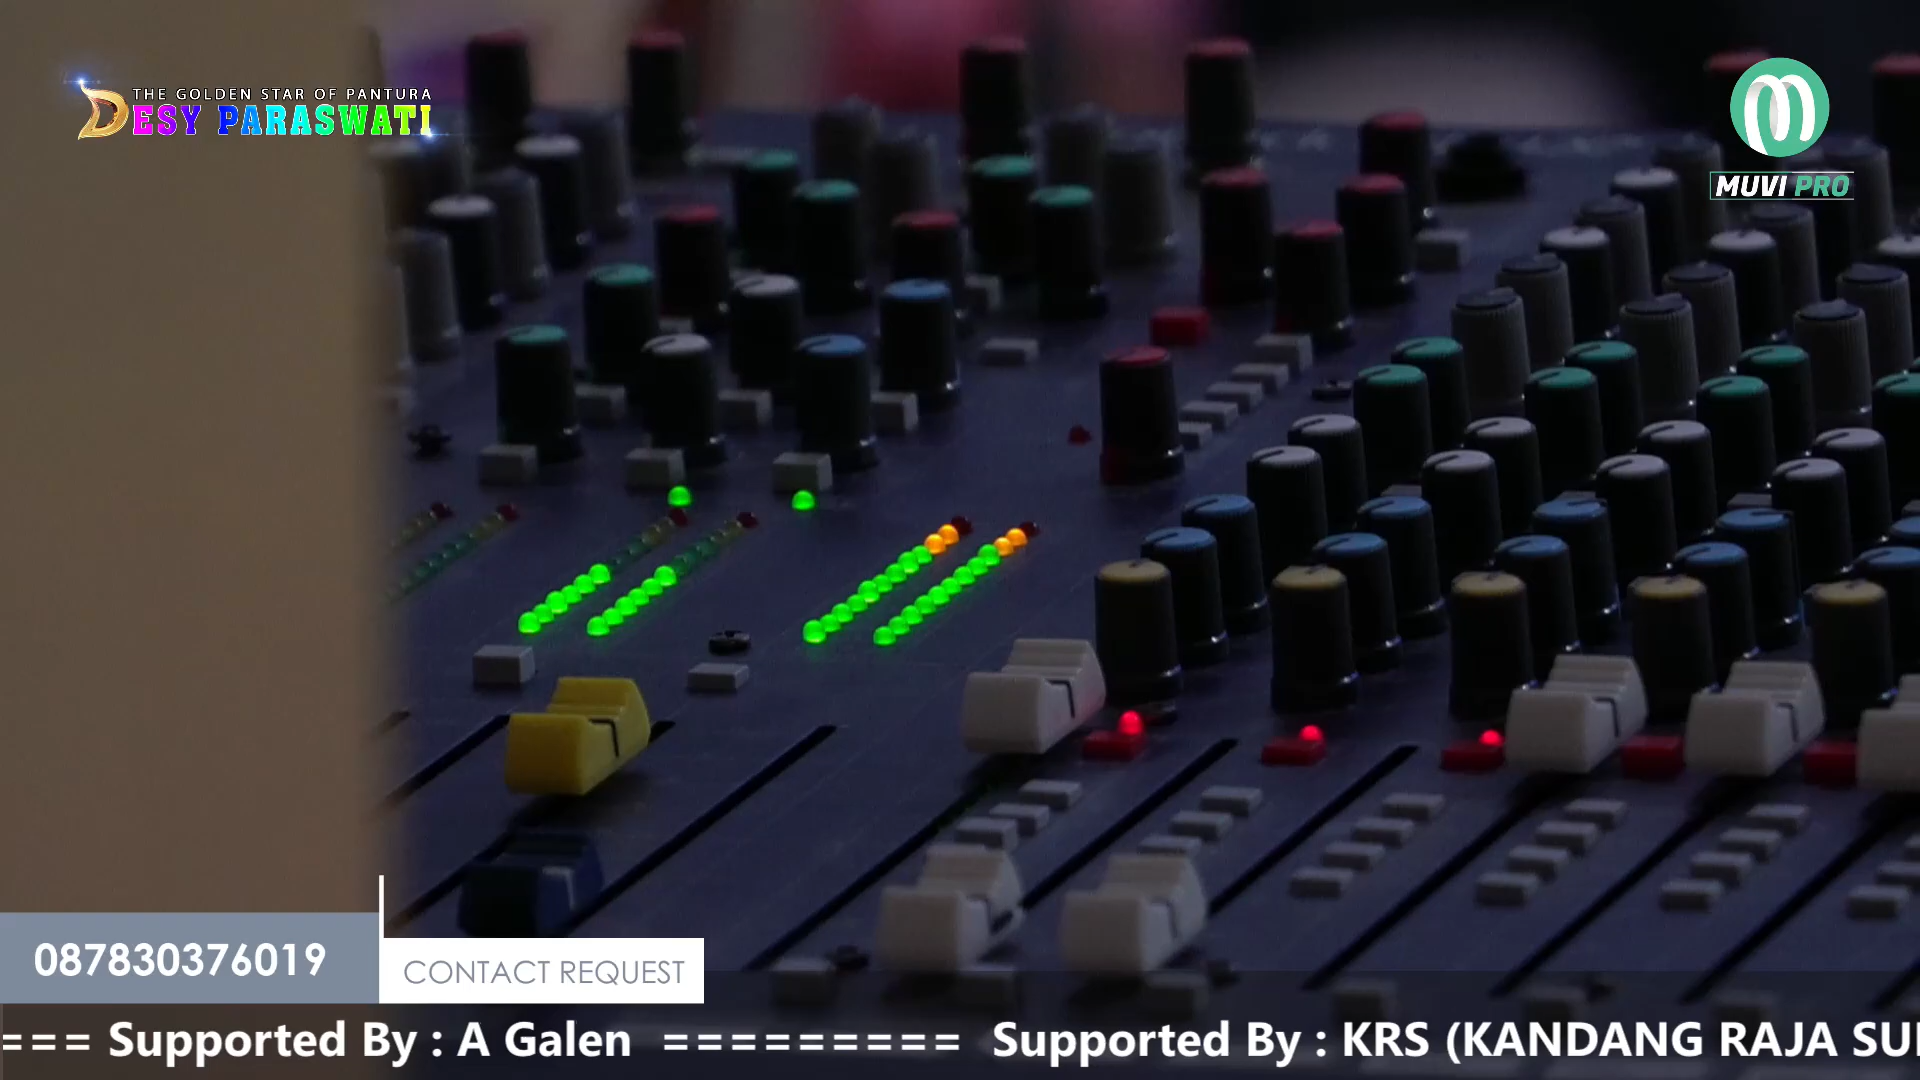 THE GOLDEN STAR OF PANTURA
DESY PARASWATI
MUVI PRO
087830376019
CONTACT REQUEST
=== Supported By : A Galen ========= Supported By : KRS (KANDANG RAJA